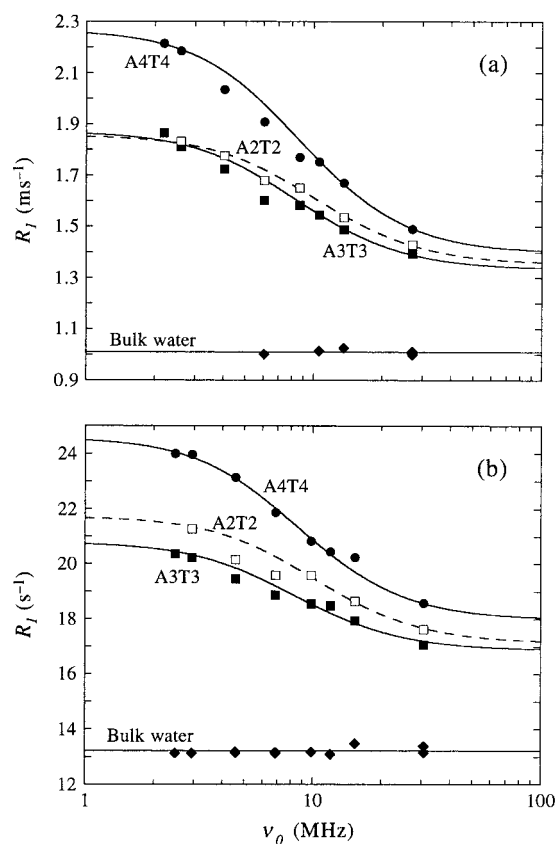 2.3
(a)
A4T4
2.1
1.9
A2T2
R1 (ms⁻¹)
1.7
1.5
A3T3
1.3
1.1
Bulk water
0.9
24
(b)
A4T4
22
A2T2
20
A3T3
R1 (s⁻¹)
18
16
14
Bulk water
12
1 10 100
ν0 (MHz)